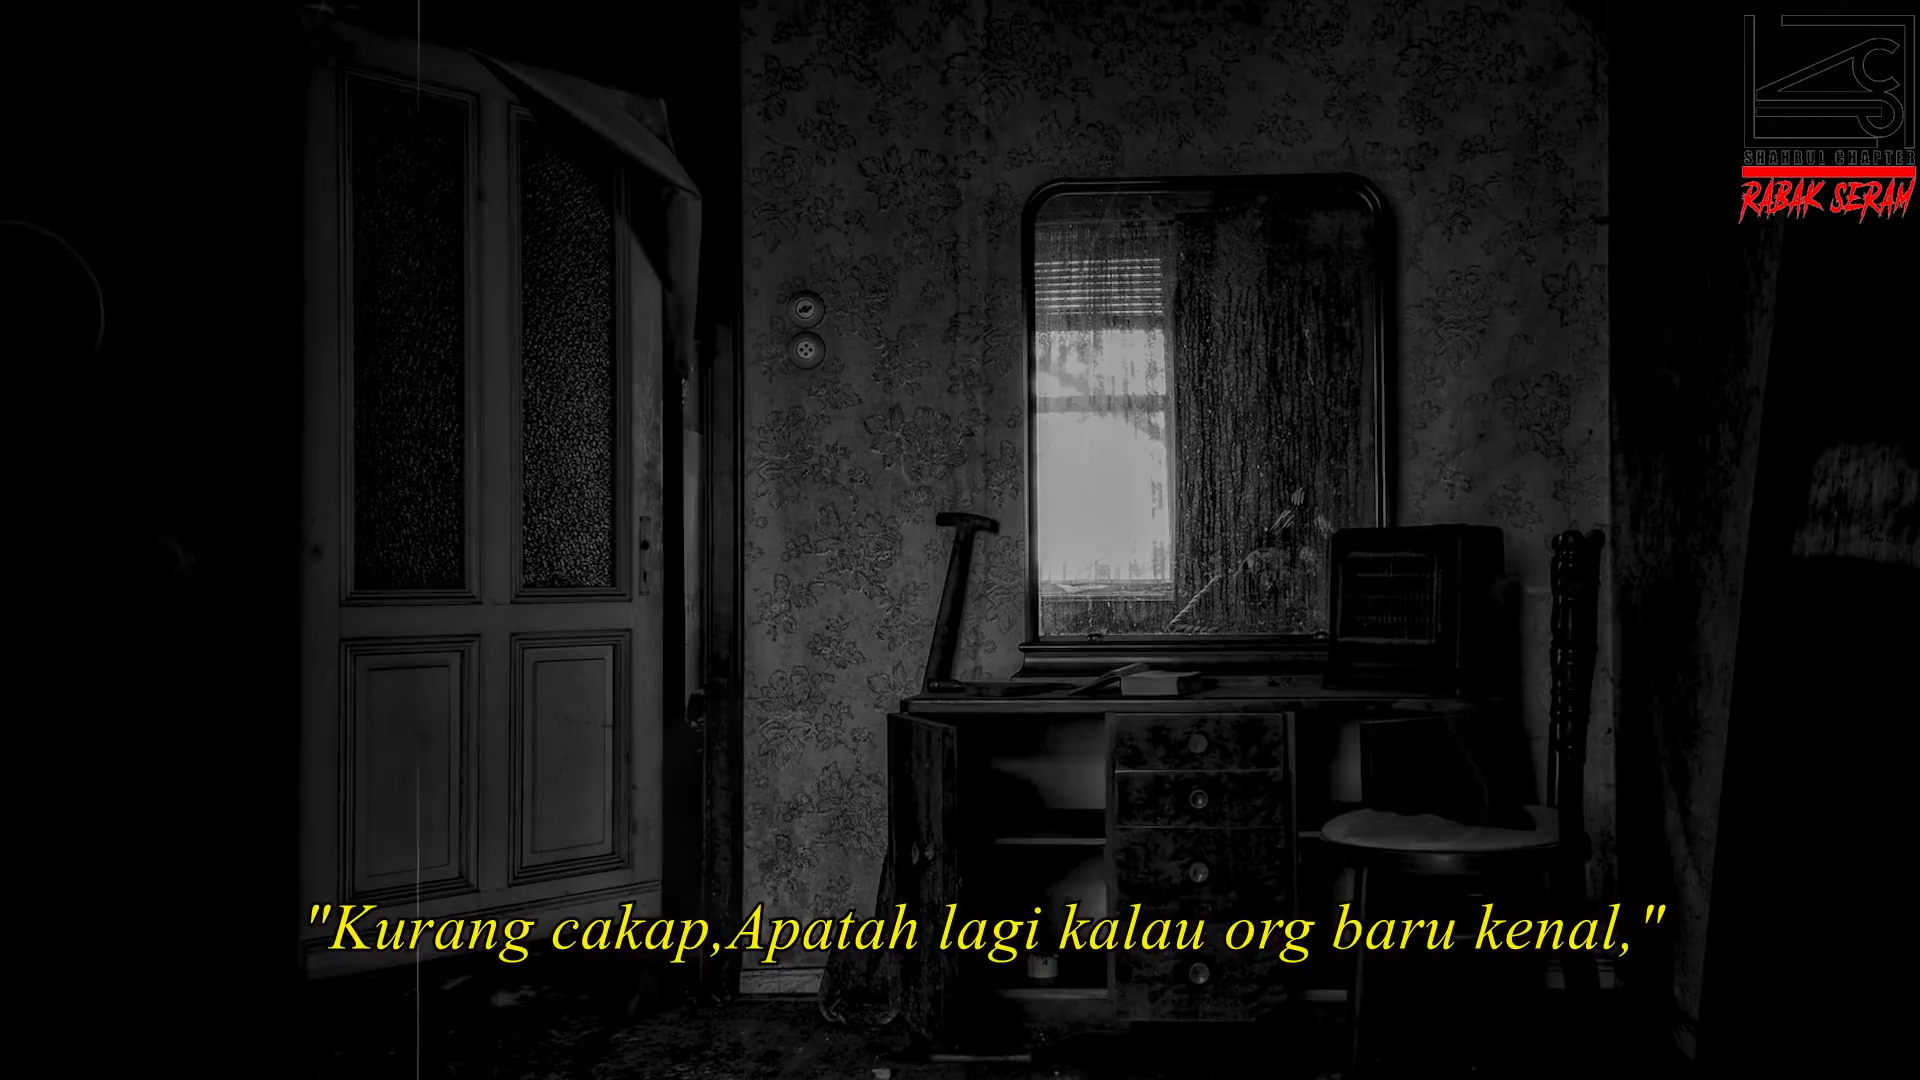 SHAHRUL CHAPTER
RABAK SERAM
"Kurang cakap,Apatah lagi kalau org baru kenal,"